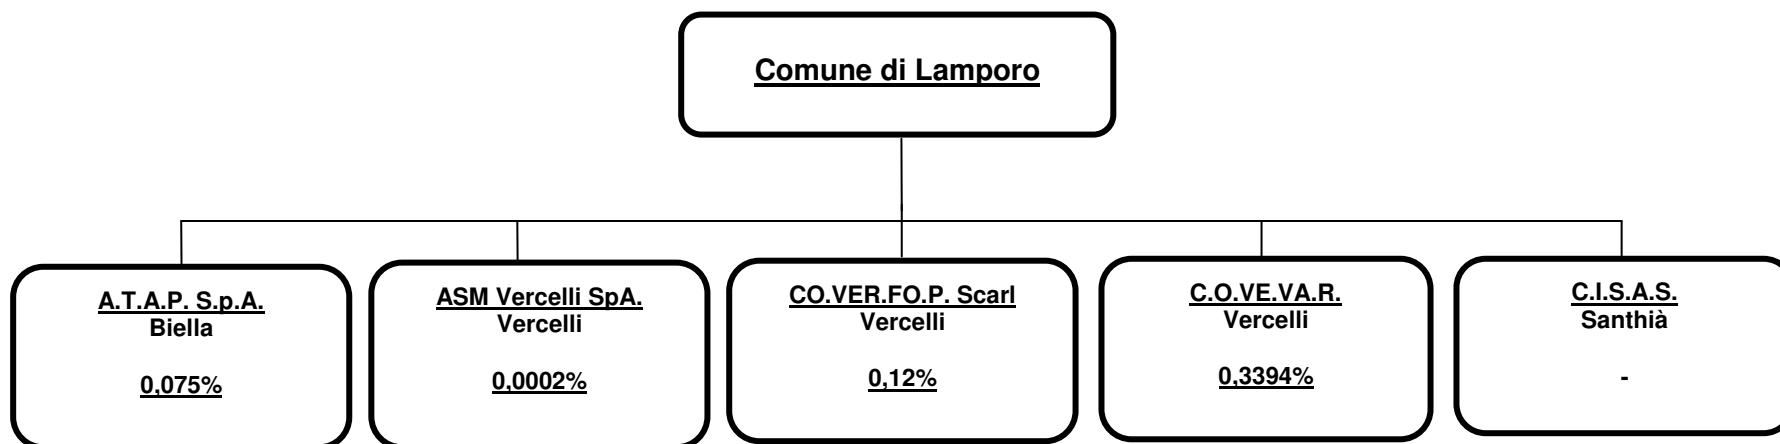 Comune di Lamporo
A.T.A.P. S.p.A.
Biella
0,075%
ASM Vercelli SpA.
Vercelli
0,0002%
CO.VER.FO.P. Scarl
Vercelli
0,12%
C.O.VE.VA.R.
Vercelli
0,3394%
C.I.S.A.S.
Santhià
-